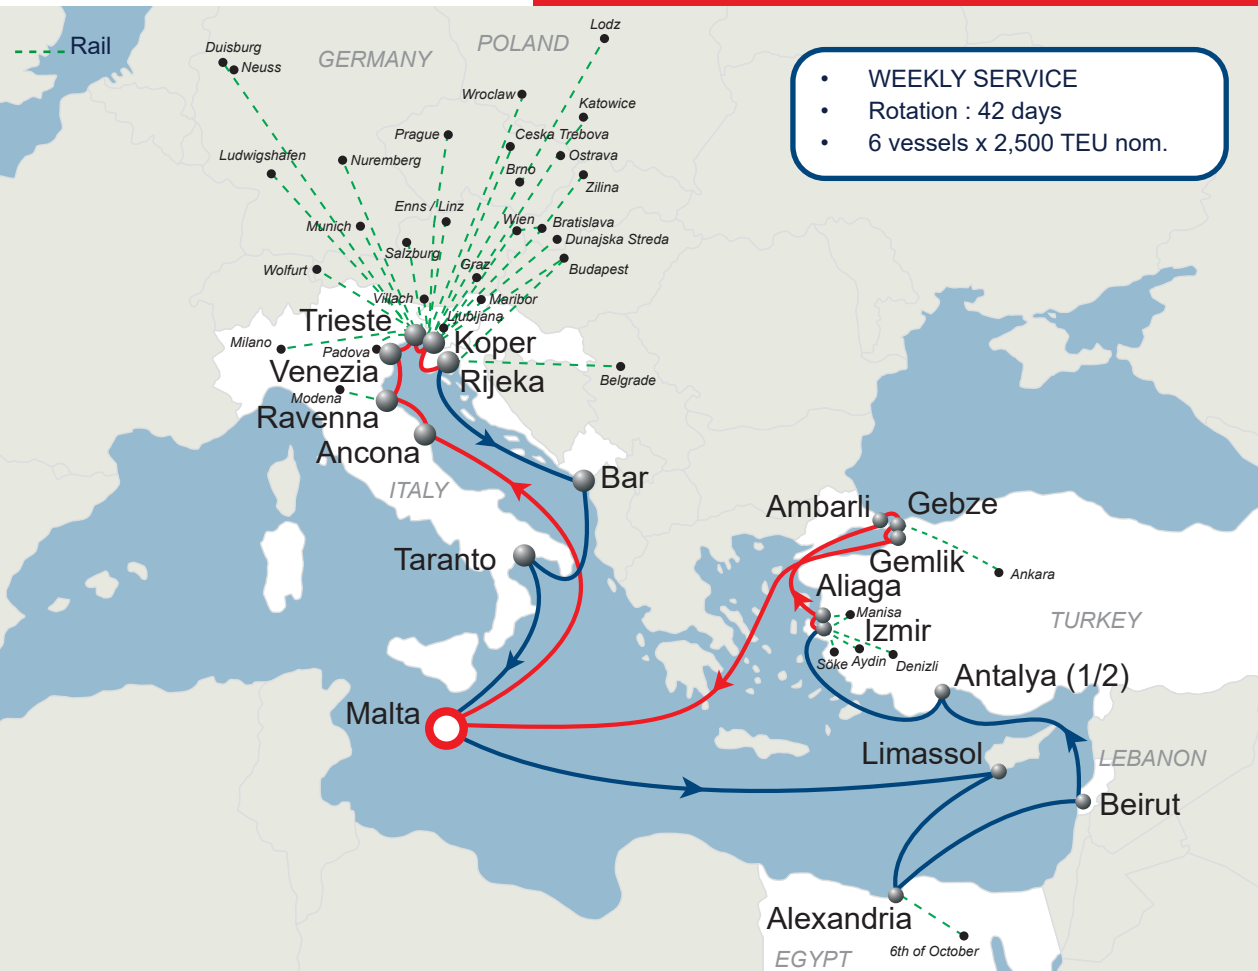 Rail
• WEEKLY SERVICE
• Rotation : 42 days
• 6 vessels x 2,500 TEU nom.
Lodz
POLAND
GERMANY
Duisburg
Neuss
Wroclaw
Katowice
Prague
Ceska Trebova
Ludwigshafen
Nuremberg
Ostrava
Brno
Zilina
Enns / Linz
Munich
Wien
Bratislava
Dunajska Streda
Salzburg
Wolfurt
Graz
Budapest
Villach
Maribor
Ljubljana
Trieste
Milano
Padova
Koper
Venezia
Rijeka
Belgrade
Modena
Ravenna
Ancona
ITALY
Bar
Ambarli
Gebze
Taranto
Gemlik
Ankara
Aliaga
Manisa
TURKEY
Izmir
Söke
Aydin
Denizli
Antalya (1/2)
Malta
Limassol
LEBANON
Beirut
Alexandria
6th of October
EGYPT